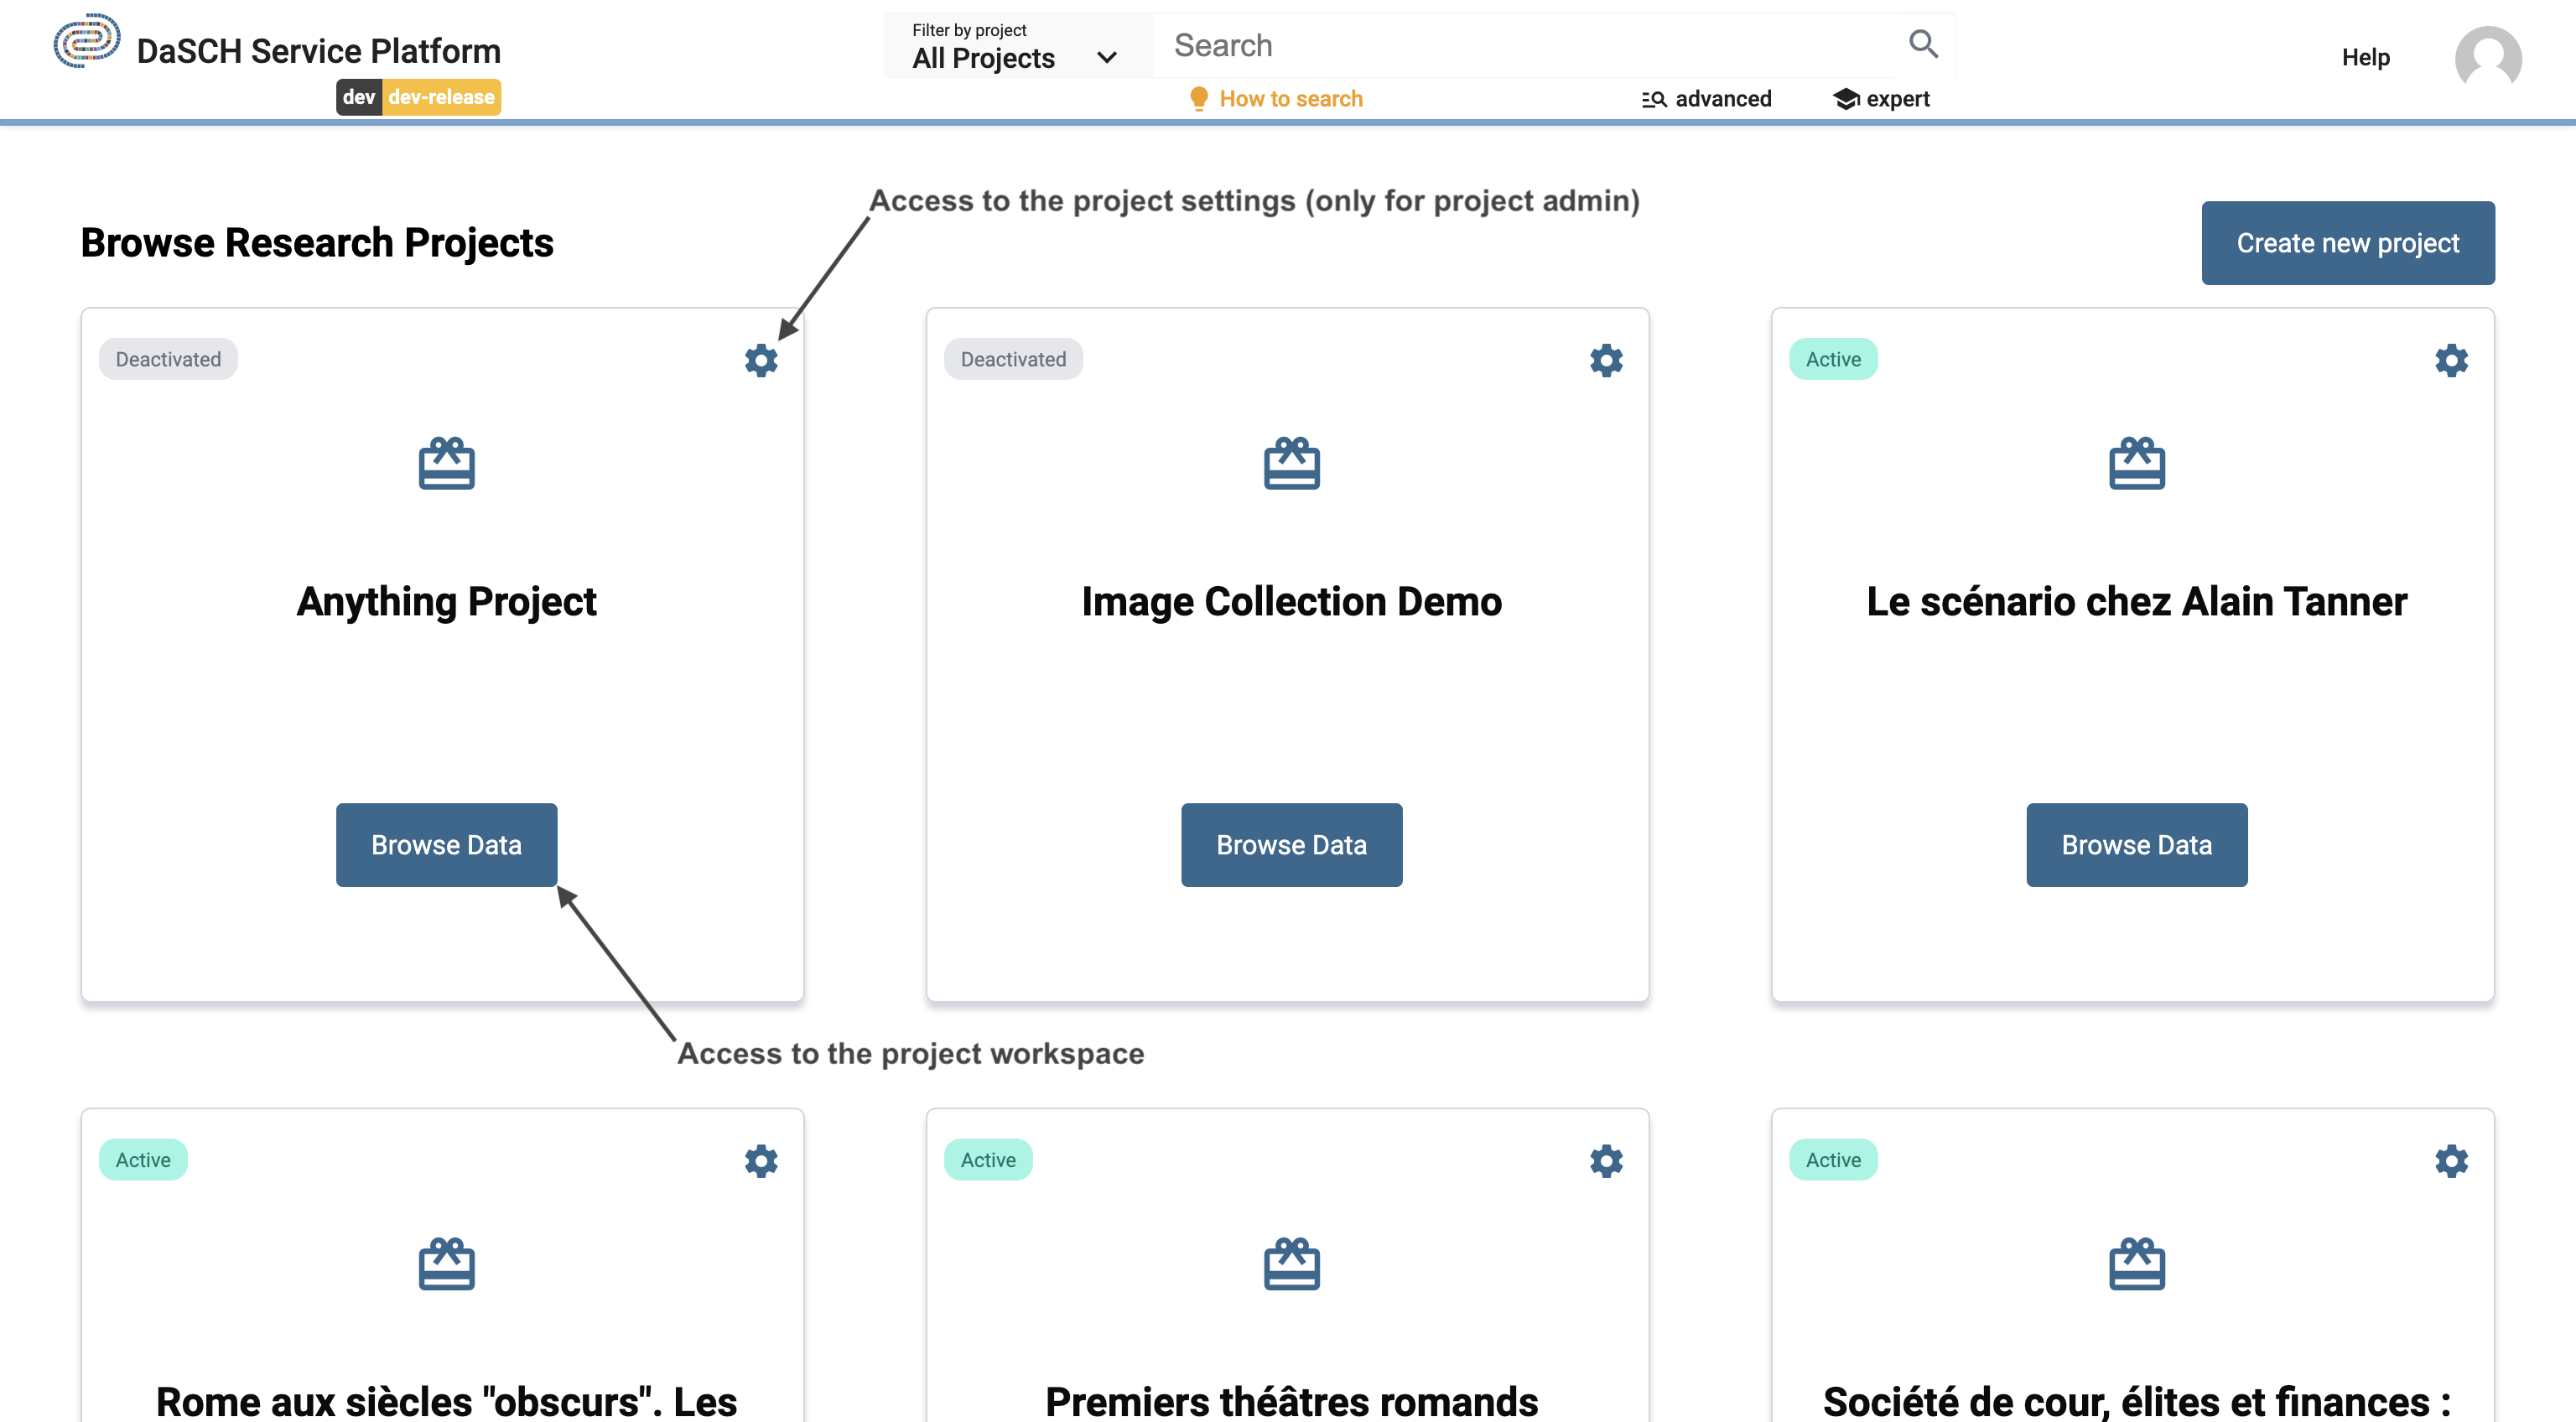 DaSCH Service Platform
dev dev-release
Filter by project
All Projects
Search
How to search
advanced
expert
Help
Access to the project settings (only for project admin)
Browse Research Projects
Create new project
Deactivated
Deactivated
Active
Anything Project
Image Collection Demo
Le scénario chez Alain Tanner
Browse Data
Browse Data
Browse Data
Access to the project workspace
Active
Active
Active
Rome aux siècles "obscurs". Les
Premiers théâtres romands
Société de cour, élites et finances :